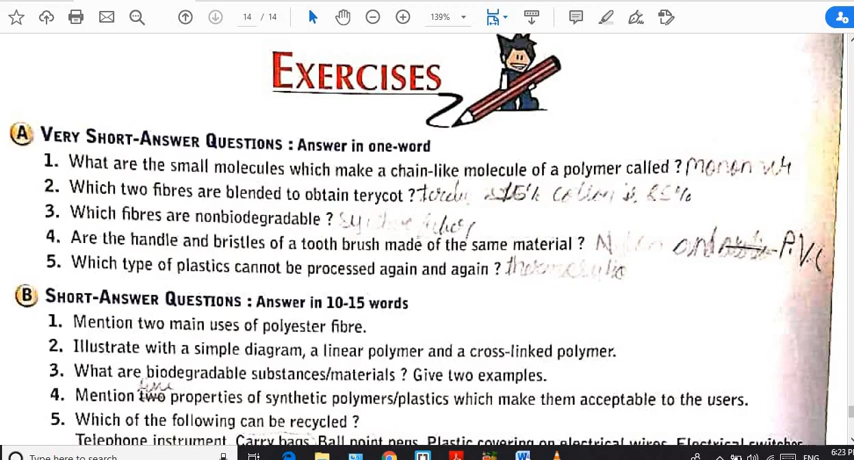 14 / 14
139%
EXERCISES
A VERY SHORT-ANSWER QUESTIONS : Answer in one-word
1. What are the small molecules which make a chain-like molecule of a polymer called ?
2. Which two fibres are blended to obtain terycot ? cotton
3. Which fibres are nonbiodegradable ?
4. Are the handle and bristles of a tooth brush made of the same material ? and P.V.C
5. Which type of plastics cannot be processed again and again ?
B SHORT-ANSWER QUESTIONS : Answer in 10-15 words
1. Mention two main uses of polyester fibre.
2. Illustrate with a simple diagram, a linear polymer and a cross-linked polymer.
3. What are biodegradable substances/materials ? Give two examples.
4. Mention two properties of synthetic polymers/plastics which make them acceptable to the users.
5. Which of the following can be recycled ?
Telephone instrument, Carry bags, Ball point pens, Plastic covering on electrical wires, Electrical switches
Type here to search
ENG
6:23 P